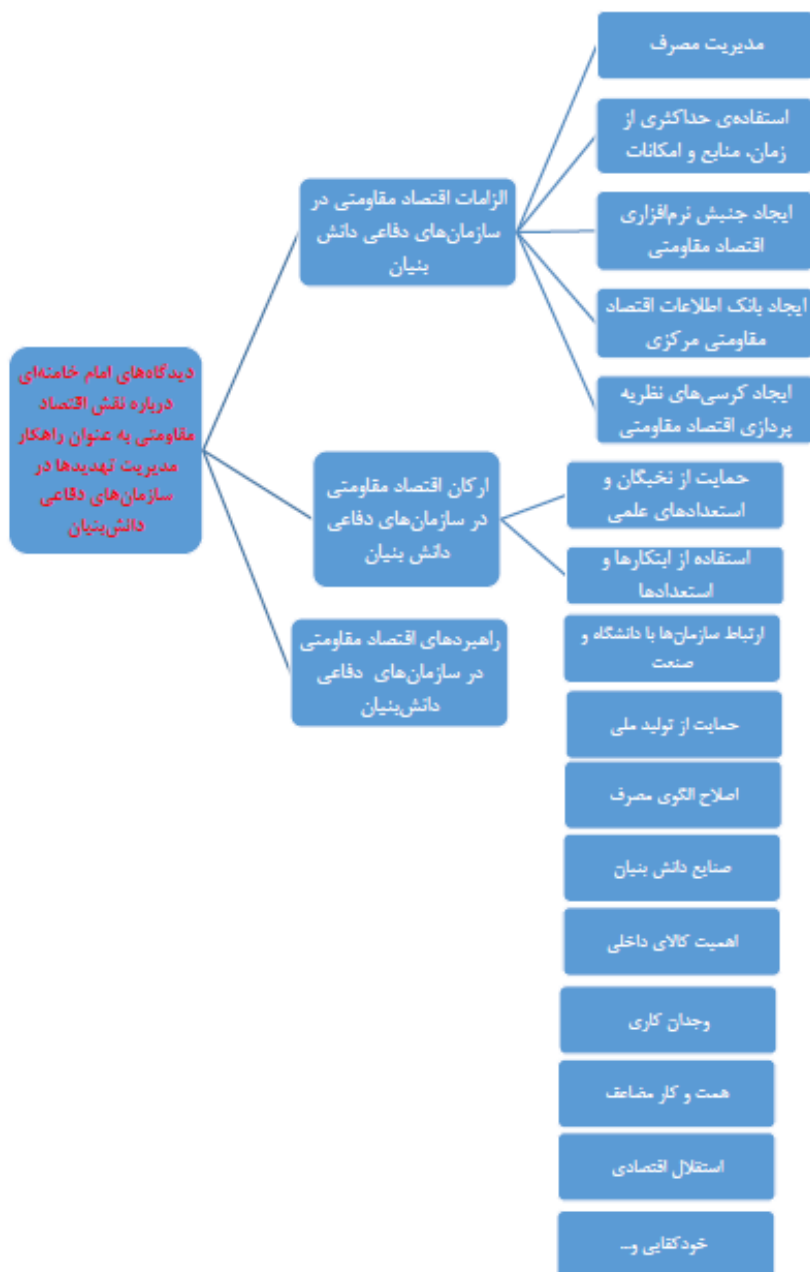 دیدگاه‌های امام خامنه‌ای
درباره نقش اقتصاد
مقاومتی به عنوان راهکار
مدیریت تهدیدها در
سازمان‌های دفاعی
دانش‌بنیان
الزامات اقتصاد مقاومتی در
سازمان‌های دفاعی دانش
بنیان
مدیریت مصرف
استفاده‌ی حداکثری از
زمان، منابع و امکانات
ایجاد جنبش نرم‌افزاری
اقتصاد مقاومتی
ایجاد بانک اطلاعات اقتصاد
مقاومتی مرکزی
ایجاد کرسی‌های نظریه
پردازی اقتصاد مقاومتی
ارکان اقتصاد مقاومتی
در سازمان‌های دفاعی
دانش بنیان
حمایت از نخبگان و
استعدادهای علمی
استفاده از ابتکارها و
استعدادها
راهبردهای اقتصاد مقاومتی
در سازمان‌های دفاعی
دانش‌بنیان
ارتباط سازمان‌ها با دانشگاه و
صنعت
حمایت از تولید ملی
اصلاح الگوی مصرف
صنایع دانش بنیان
اهمیت کالای داخلی
وجدان کاری
همت و کار مضاعف
استقلال اقتصادی
خودکفایی و...